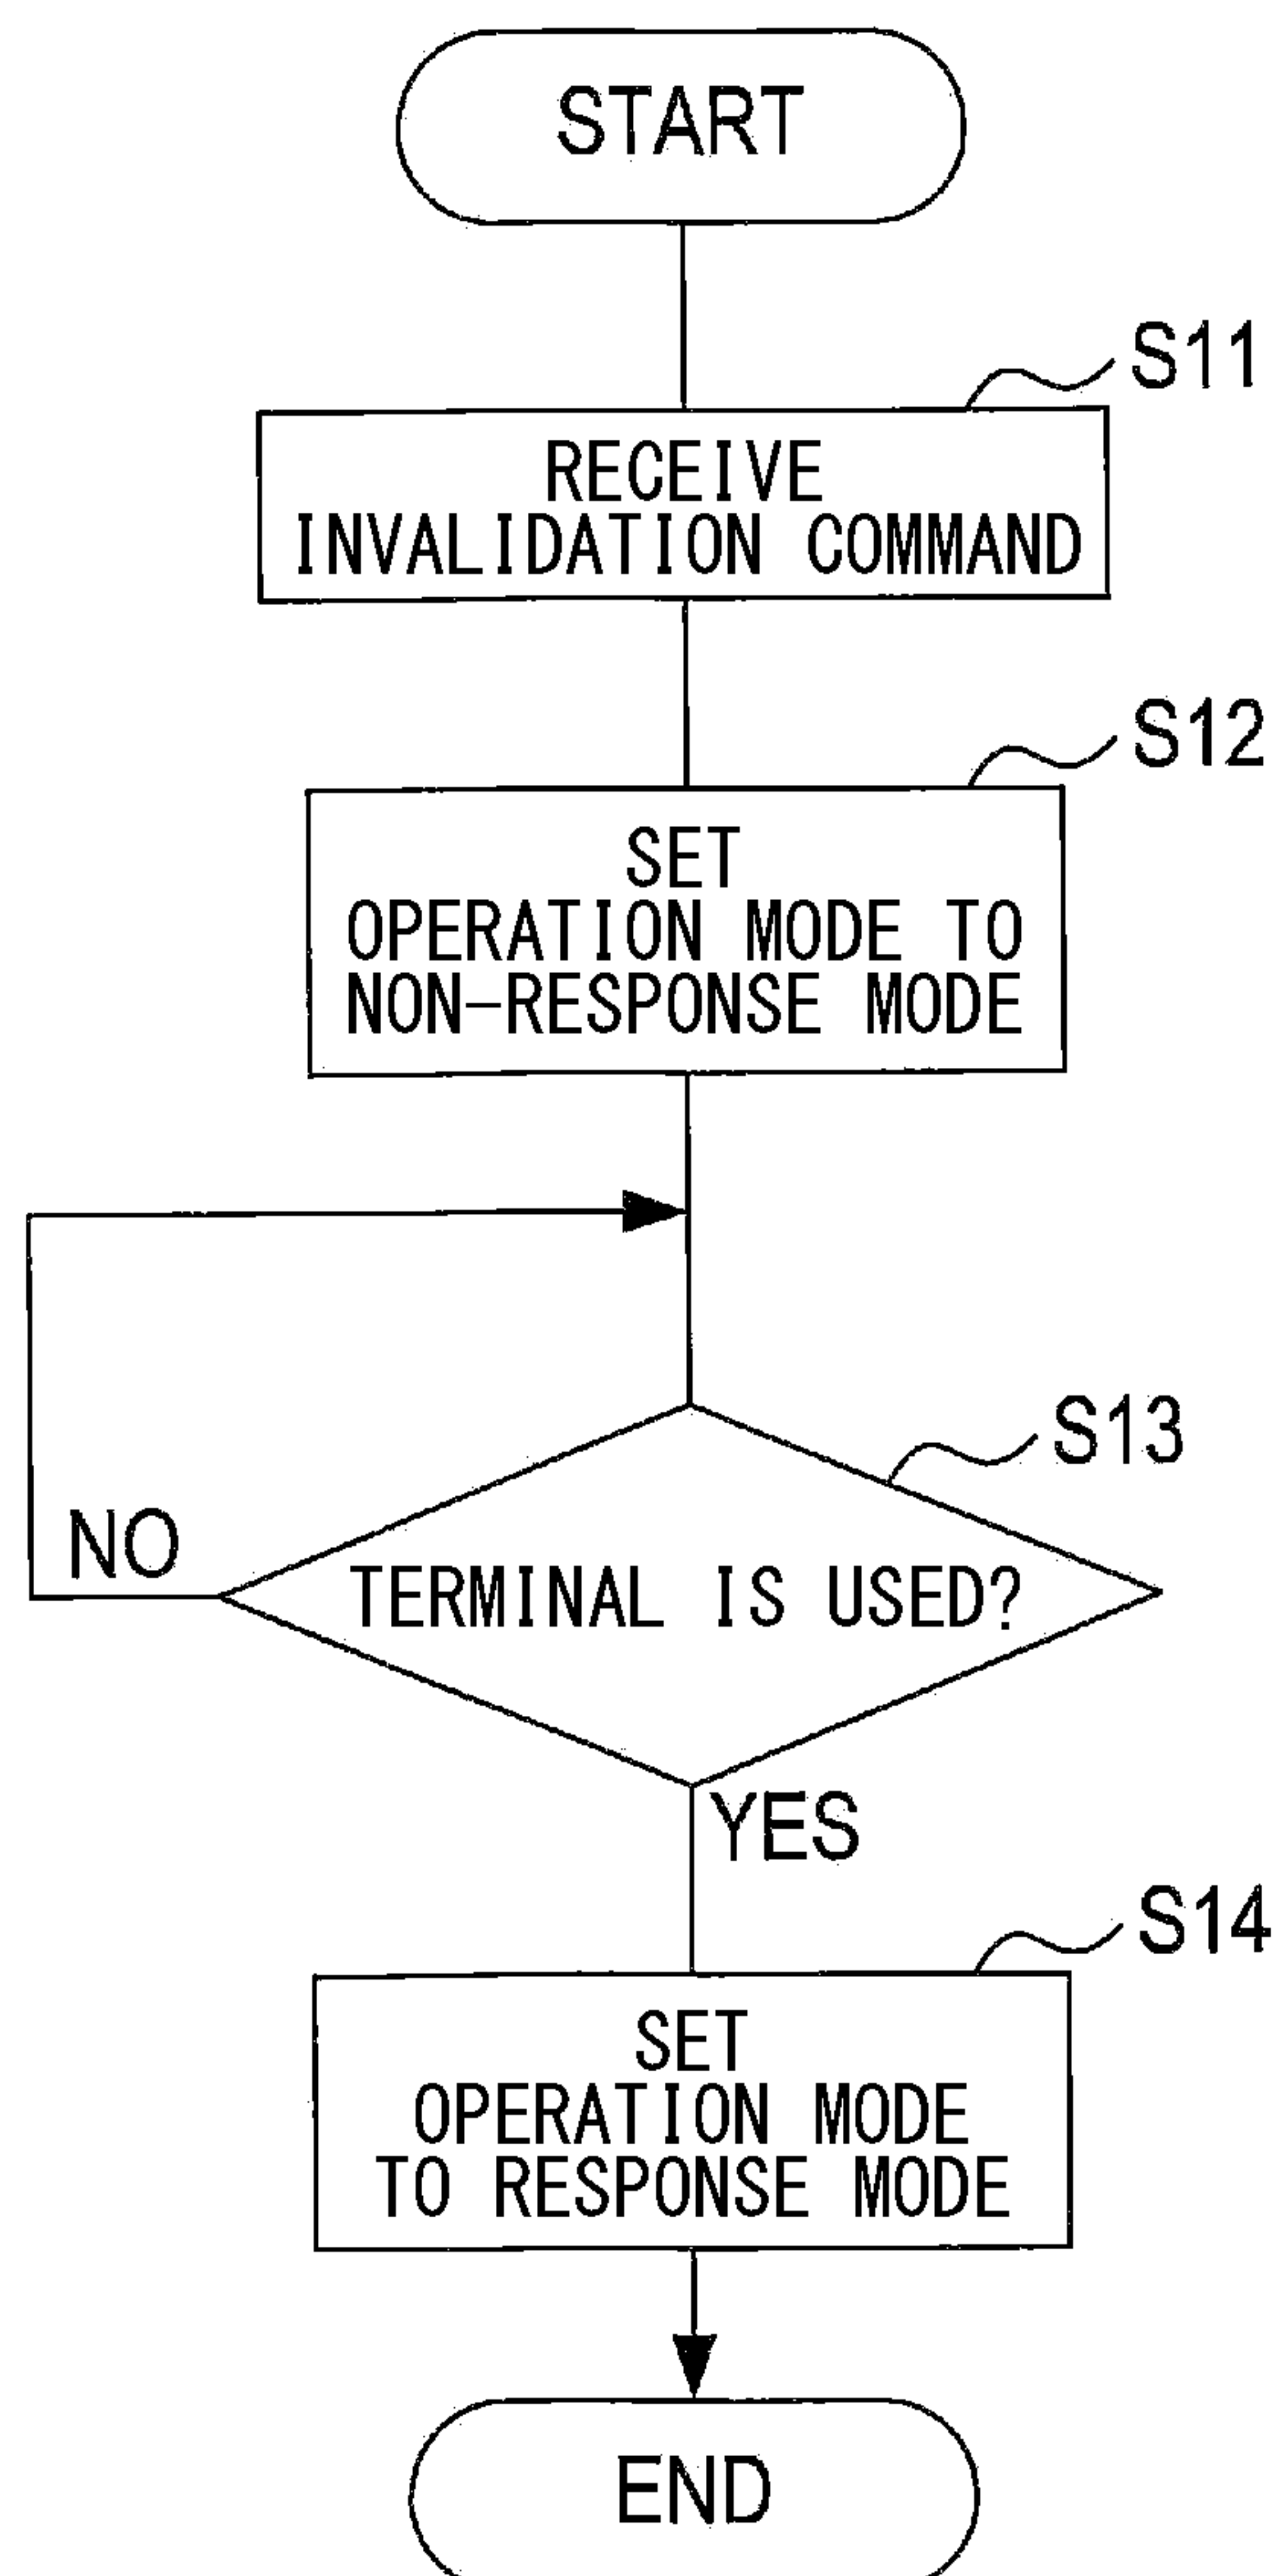 START
S11
RECEIVE
INVALIDATION COMMAND
S12
SET
OPERATION MODE TO
NON-RESPONSE MODE
S13
NO
TERMINAL IS USED?
YES
S14
SET
OPERATION MODE
TO RESPONSE MODE
END